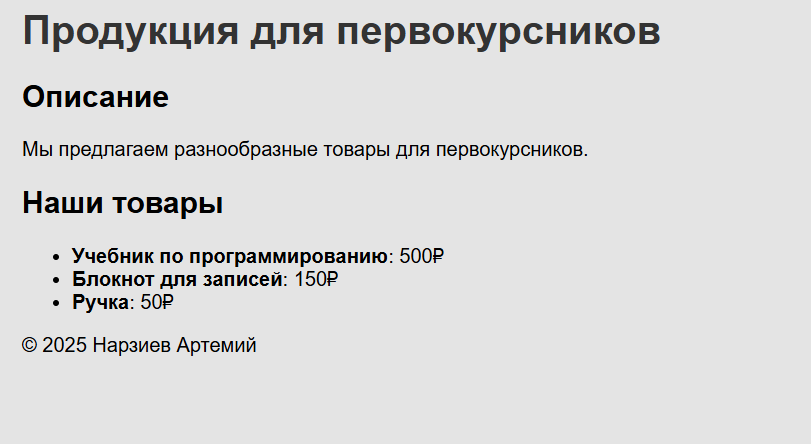 Продукция для первокурсников
Описание
Мы предлагаем разнообразные товары для первокурсников.
Наши товары
• Учебник по программированию: 500₽
• Блокнот для записей: 150₽
• Ручка: 50₽
© 2025 Нарзиев Артемий